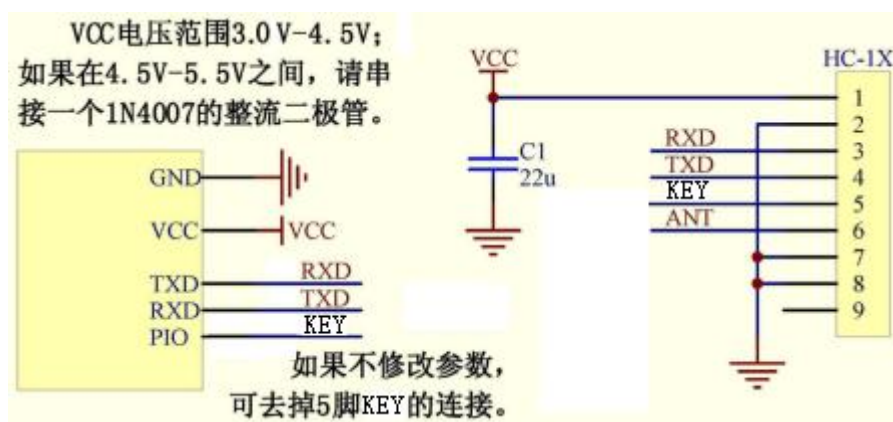 VCC电压范围3.0V-4.5V;
如果在4.5V-5.5V之间，请串
接一个1N4007的整流二极管。
GND
VCC
VCC
TXD
RXD
RXD
TXD
PIO
KEY
如果不修改参数，
可去掉5脚KEY的连接。
VCC
C1
22u
HC-1X
1
2
RXD
3
TXD
4
KEY
5
ANT
6
7
8
9